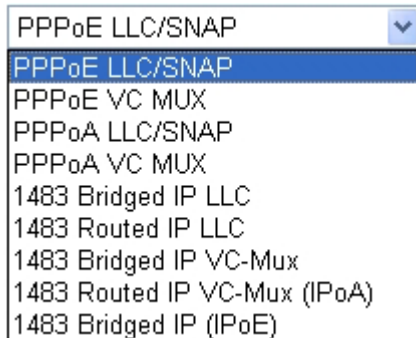 PPPoE LLC/SNAP
PPPoE LLC/SNAP
PPPoE VC MUX
PPPoA LLC/SNAP
PPPoA VC MUX
1483 Bridged IP LLC
1483 Routed IP LLC
1483 Bridged IP VC-Mux
1483 Routed IP VC-Mux (IPoA)
1483 Bridged IP (IPoE)